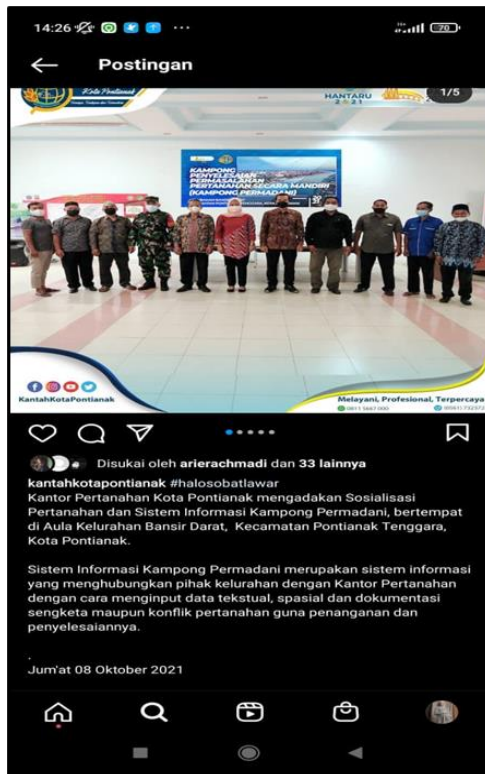 14:26
70
Postingan
Kota Pontianak
HANTARU
2021
1/5
KAMPONG
PENYELESAIAN
PERMASALAHAN
PERTANAHAN SECARA MANDIRI
(KAMPONG PERMADANI)
KantahKotaPontianak
Melayani, Profesional, Terpercaya
Disukai oleh arierachmadi dan 33 lainnya
kantahkotapontianak #halosobatlawar
Kantor Pertanahan Kota Pontianak mengadakan Sosialisasi
Pertanahan dan Sistem Informasi Kampong Permadani, bertempat
di Aula Kelurahan Bansir Darat, Kecamatan Pontianak Tenggara,
Kota Pontianak.
Sistem Informasi Kampong Permadani merupakan sistem informasi
yang menghubungkan pihak kelurahan dengan Kantor Pertanahan
dengan cara menginput data tekstual, spasial dan dokumentasi
sengketa maupun konflik pertanahan guna penanganan dan
penyelesaiannya.
.
Jum'at 08 Oktober 2021